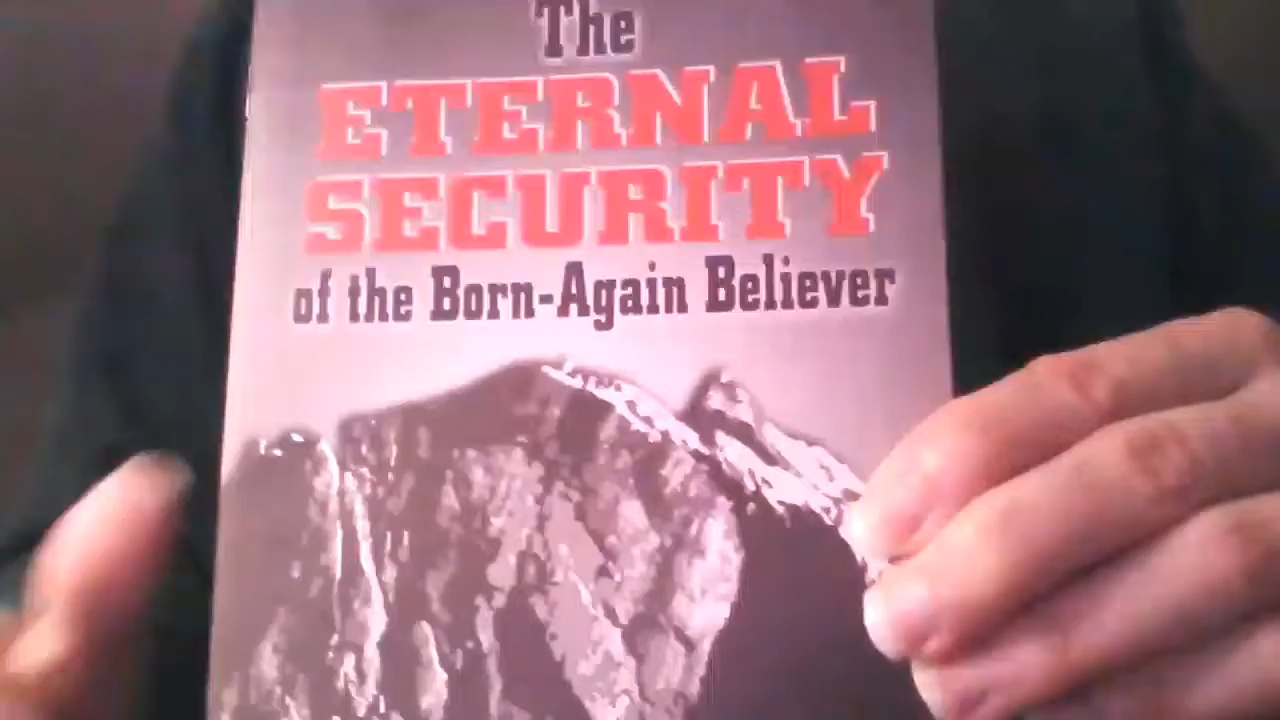 The
ETERNAL
SECURITY
of the Born-Again Believer